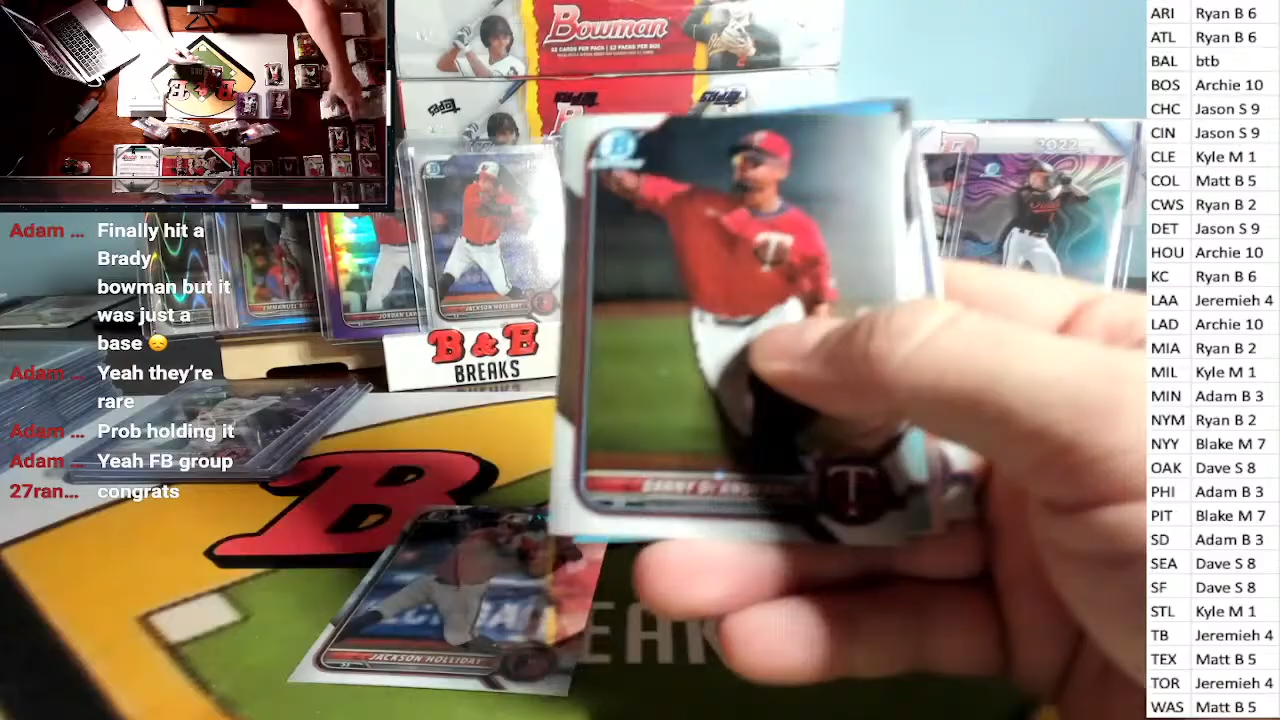 Bowman
12 CARDS PER PACK | 12 PACKS PER BOX
Topps
2022
JACKSON HOLLIDAY
B & E
BREAKS
JACKSON HOLLIDAY
Adam ... Finally hit a
Brady
bowman but it
was just a
base 😞
Adam ... Yeah they're
rare
Adam ... Prob holding it
Adam ... Yeah FB group
27ran... congrats
ARI Ryan B 6
ATL Ryan B 6
BAL btb
BOS Archie 10
CHC Jason S 9
CIN Jason S 9
CLE Kyle M 1
COL Matt B 5
CWS Ryan B 2
DET Jason S 9
HOU Archie 10
KC Ryan B 6
LAA Jeremieh 4
LAD Archie 10
MIA Ryan B 2
MIL Kyle M 1
MIN Adam B 3
NYM Ryan B 2
NYY Blake M 7
OAK Dave S 8
PHI Adam B 3
PIT Blake M 7
SD Adam B 3
SEA Dave S 8
SF Dave S 8
STL Kyle M 1
TB Jeremieh 4
TEX Matt B 5
TOR Jeremieh 4
WAS Matt B 5